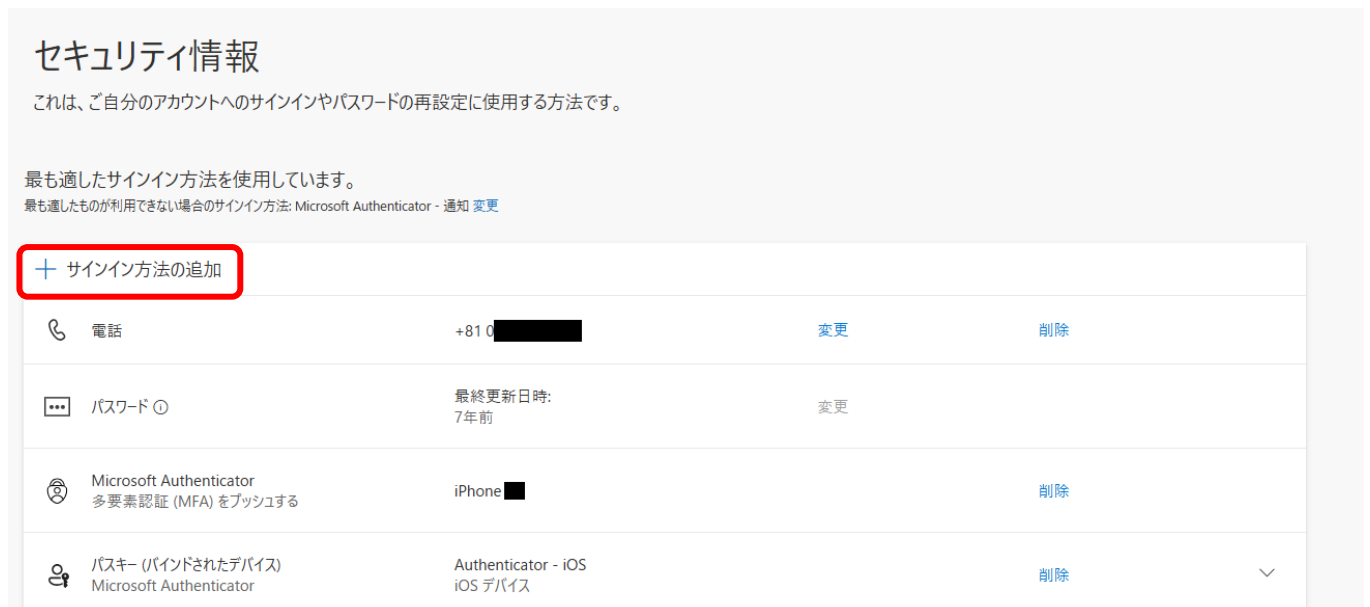 セキュリティ情報
これは、ご自分のアカウントへのサインインやパスワードの再設定に使用する方法です。
最も適したサインイン方法を使用しています。
最も適したものが利用できない場合のサインイン方法: Microsoft Authenticator - 通知 変更
サインイン方法の追加
電話 +81 0 変更 削除
パスワード 最終更新日時: 変更
7年前
Microsoft Authenticator iPhone 削除
多要素認証 (MFA) をプッシュする
パスキー (バインドされたデバイス) Authenticator - iOS 削除
Microsoft Authenticator iOS デバイス